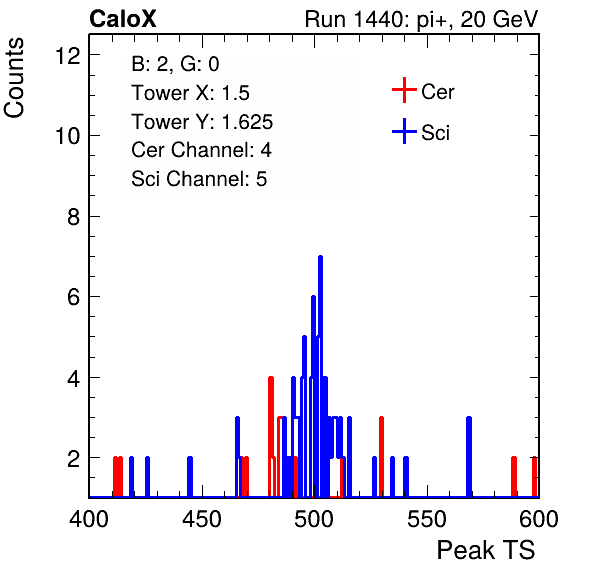 CaloX Run 1440: pi+, 20 GeV
Counts
B: 2, G: 0
Tower X: 1.5
Tower Y: 1.625
Cer Channel: 4
Sci Channel: 5
Cer
Sci
12
10
8
6
4
2
400 450 500 550 600
Peak TS